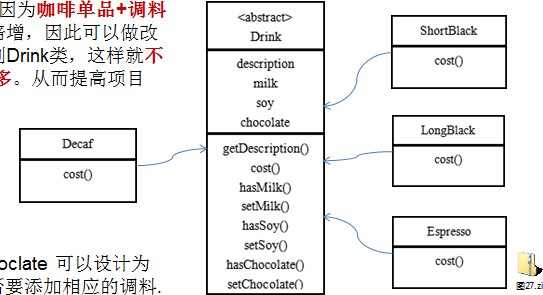 因为咖啡单品+调料
倍增，因此可以做改
到Drink类，这样就不
多。从而提高项目
<abstract>
Drink
description
milk
soy
chocolate
getDescription()
cost()
hasMilk()
setMilk()
hasSoy()
setSoy()
hasChocolate()
setChocolate()
ShortBlack
cost()
LongBlack
cost()
Espresso
cost()
Decaf
cost()
oclate 可以设计为
要添加相应的调料.
图27.zi